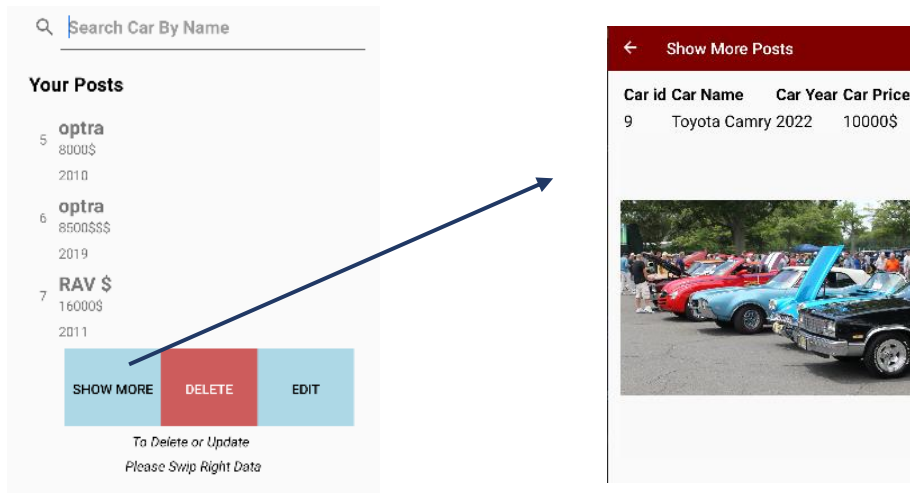 Search Car By Name
Your Posts
5 optra
8000$
2010
6 optra
8500$$$
2019
7 RAV $
16000$
2011
SHOW MORE DELETE EDIT
To Delete or Update
Please Swip Right Data
Show More Posts
Car id Car Name Car Year Car Price
9 Toyota Camry 2022 10000$